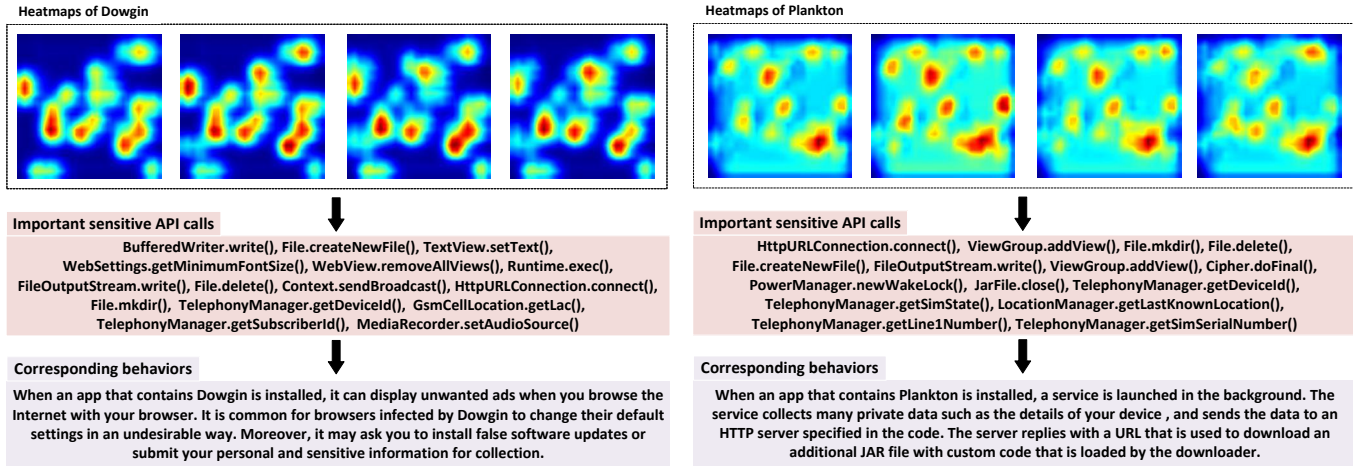 Heatmaps of Dowgin
Important sensitive API calls
BufferedWriter.write(), File.createNewFile(), TextView.setText(),
WebSettings.getMinimumFontSize(), WebView.removeAllViews(), Runtime.exec(),
FileOutputStream.write(), File.delete(), Context.sendBroadcast(), HttpURLConnection.connect(),
File.mkdir(), TelephonyManager.getDeviceId(), GsmCellLocation.getLac(),
TelephonyManager.getSubscriberId(), MediaRecorder.setAudioSource()
Corresponding behaviors
When an app that contains Dowgin is installed, it can display unwanted ads when you browse the
Internet with your browser. It is common for browsers infected by Dowgin to change their default
settings in an undesirable way. Moreover, it may ask you to install false software updates or
submit your personal and sensitive information for collection.
Heatmaps of Plankton
Important sensitive API calls
HttpURLConnection.connect(), ViewGroup.addView(), File.mkdir(), File.delete(),
File.createNewFile(), FileOutputStream.write(), ViewGroup.addView(), Cipher.doFinal(),
PowerManager.newWakeLock(), JarFile.close(), TelephonyManager.getDeviceId(),
TelephonyManager.getSimState(), LocationManager.getLastKnownLocation(),
TelephonyManager.getLine1Number(), TelephonyManager.getSimSerialNumber()
Corresponding behaviors
When an app that contains Plankton is installed, a service is launched in the background. The
service collects many private data such as the details of your device , and sends the data to an
HTTP server specified in the code. The server replies with a URL that is used to download an
additional JAR file with custom code that is loaded by the downloader.